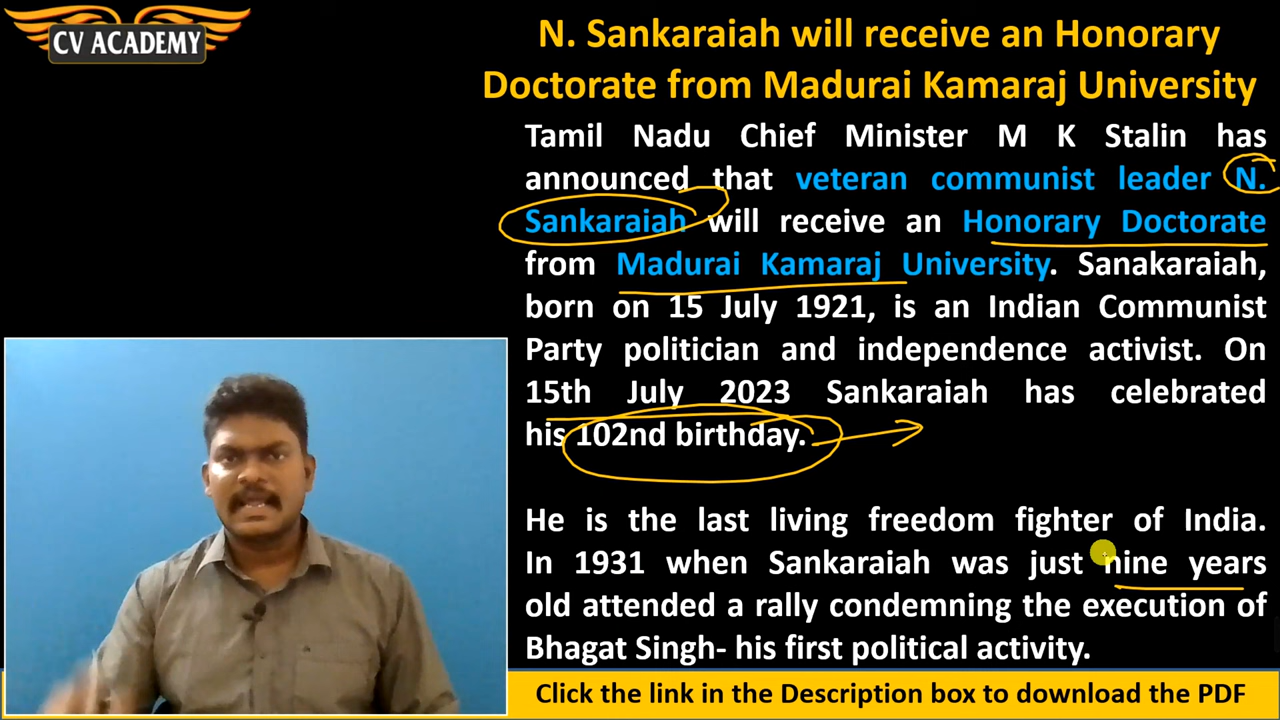 CV ACADEMY
N. Sankaraiah will receive an Honorary
Doctorate from Madurai Kamaraj University
Tamil Nadu Chief Minister M K Stalin has
announced that veteran communist leader N.
Sankaraiah will receive an Honorary Doctorate
from Madurai Kamaraj University. Sanakaraiah,
born on 15 July 1921, is an Indian Communist
Party politician and independence activist. On
15th July 2023 Sankaraiah has celebrated
his 102nd birthday.
He is the last living freedom fighter of India.
In 1931 when Sankaraiah was just nine years
old attended a rally condemning the execution of
Bhagat Singh- his first political activity.
Click the link in the Description box to download the PDF